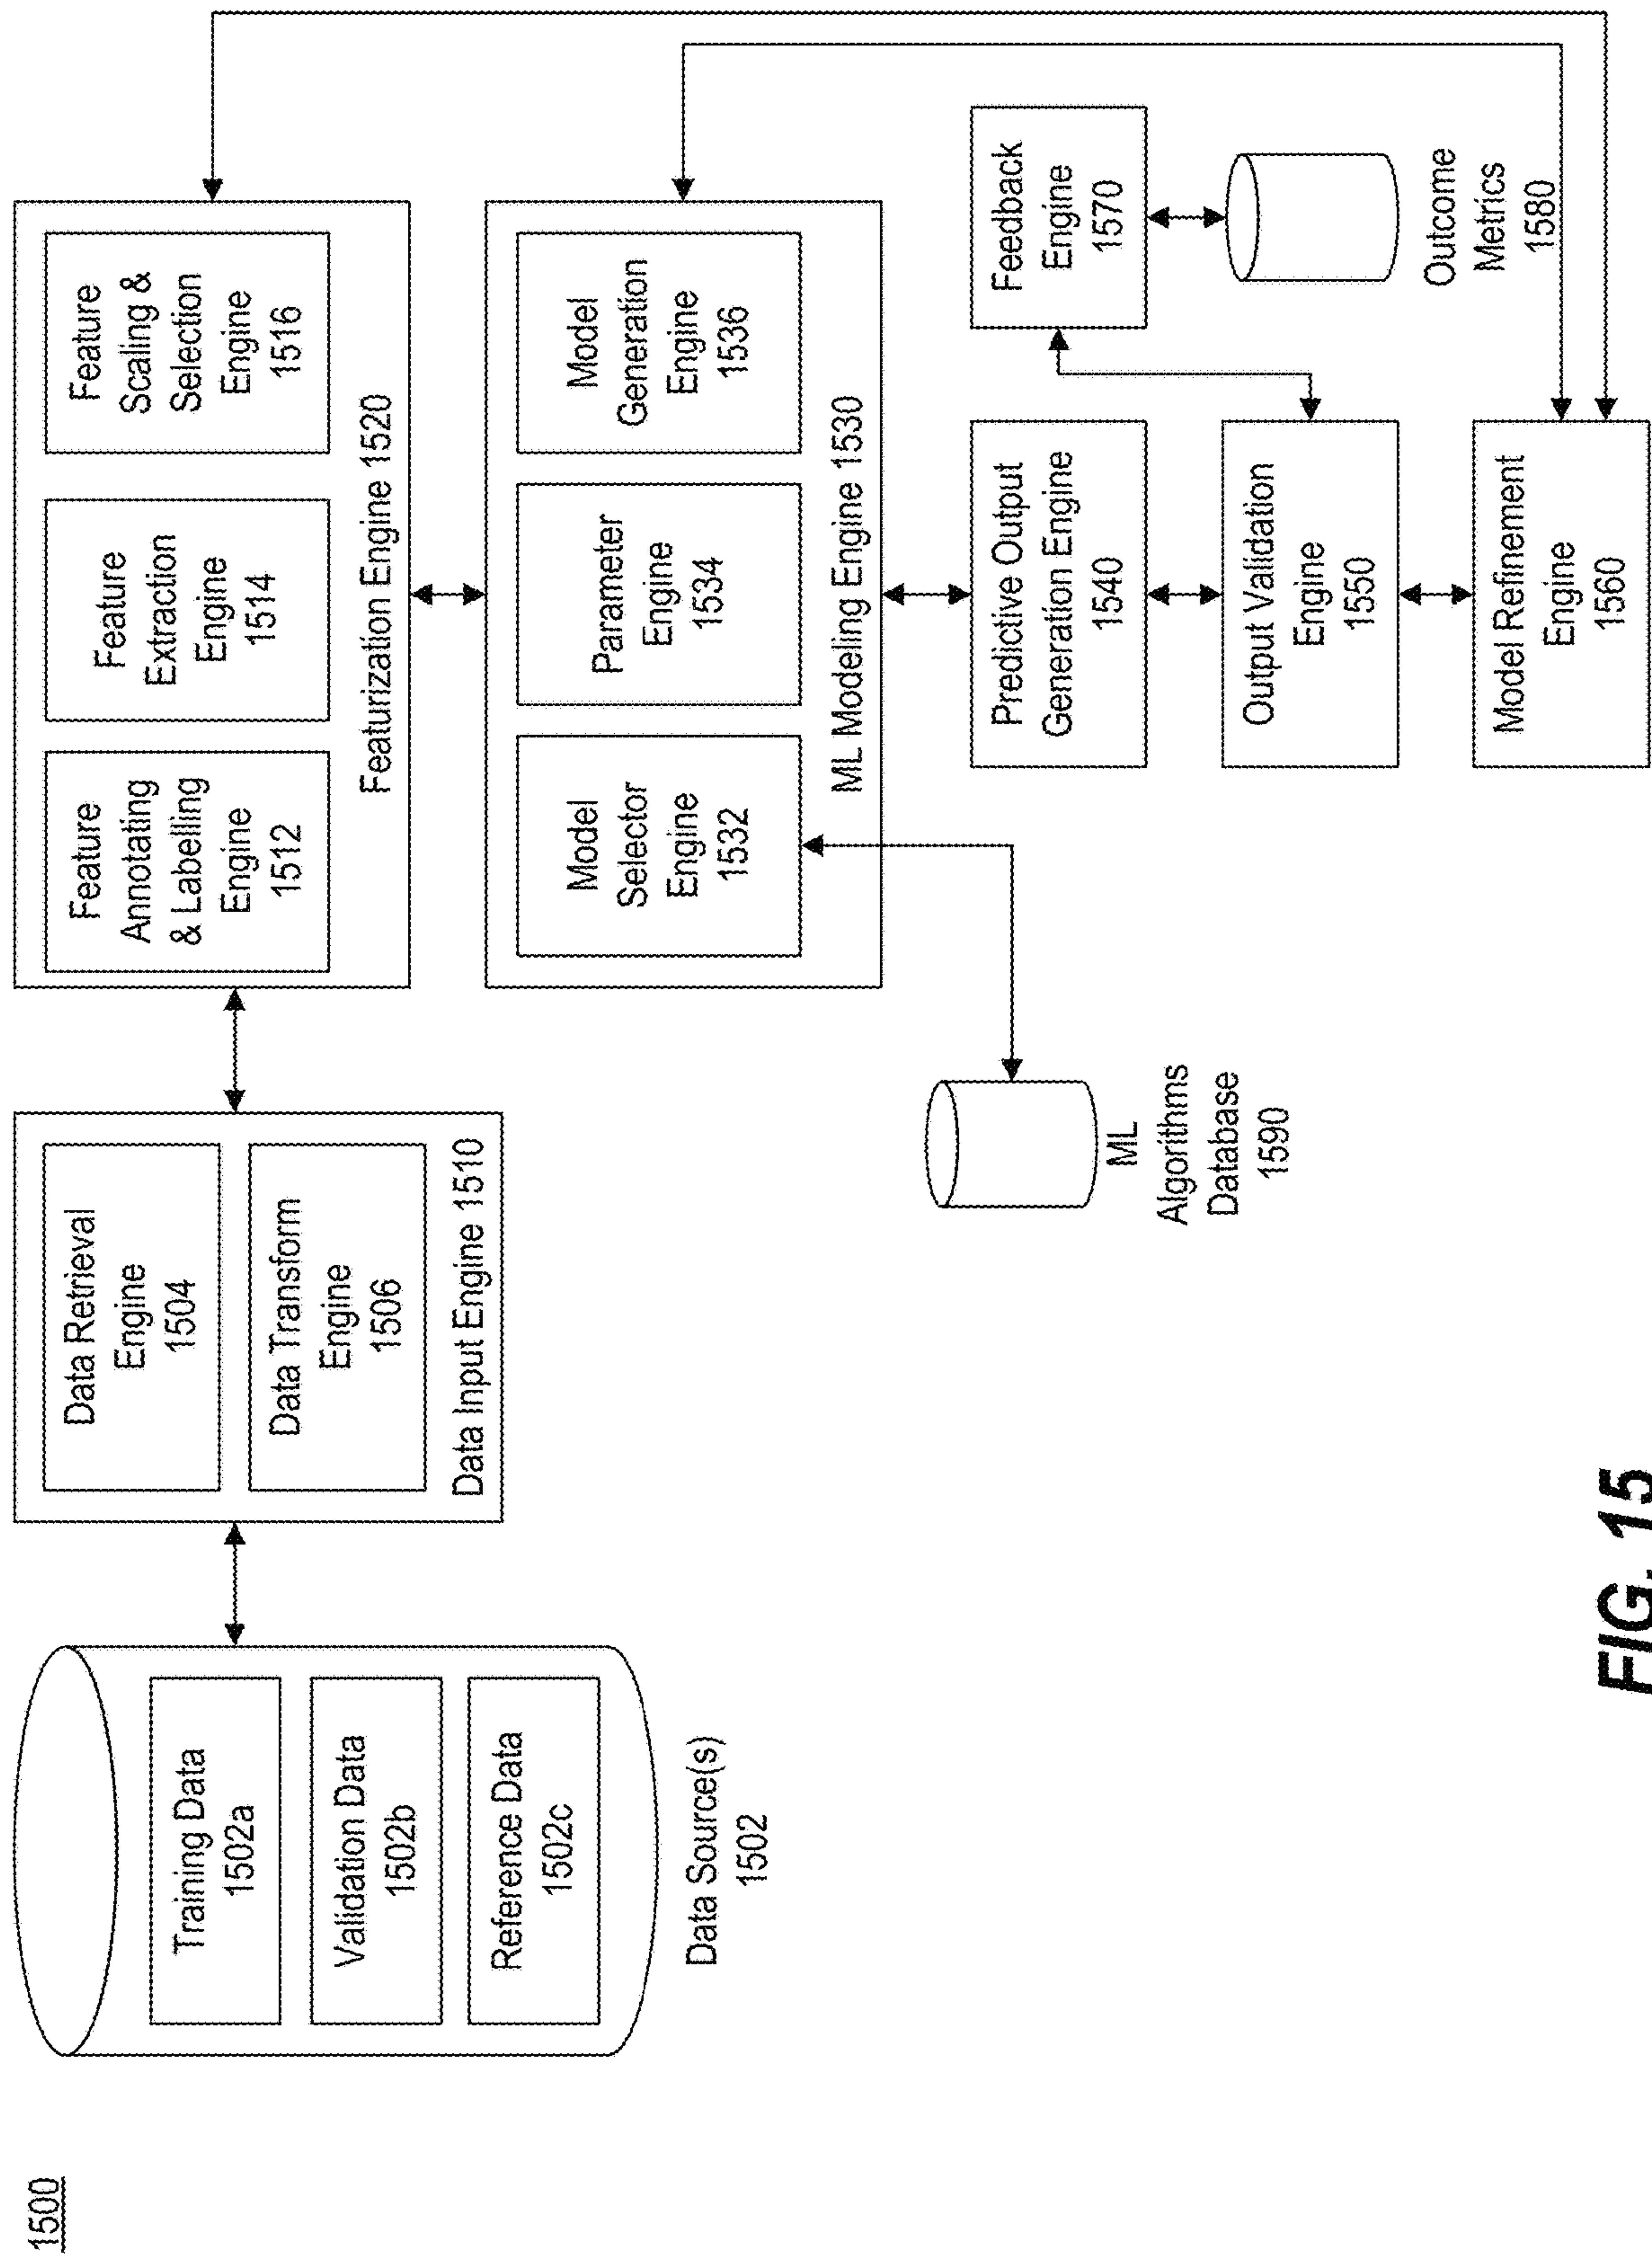 1500
Training Data
1502a
Validation Data
1502b
Reference Data
1502c
Data Source(s)
1502
Data Retrieval
Engine
1504
Data Transform
Engine
1506
Data Input Engine 1510
Feature
Annotating
& Labelling
Engine
1512
Feature
Extraction
Engine
1514
Feature
Scaling &
Selection
Engine
1516
Featurization Engine 1520
Model
Selector
Engine
1532
Parameter
Engine
1534
Model
Generation
Engine
1536
ML Modeling Engine 1530
ML
Algorithms
Database
1590
Predictive Output
Generation Engine
1540
Feedback
Engine
1570
Output Validation
Engine
1550
Outcome
Metrics
1580
Model Refinement
Engine
1560
FIG. 15